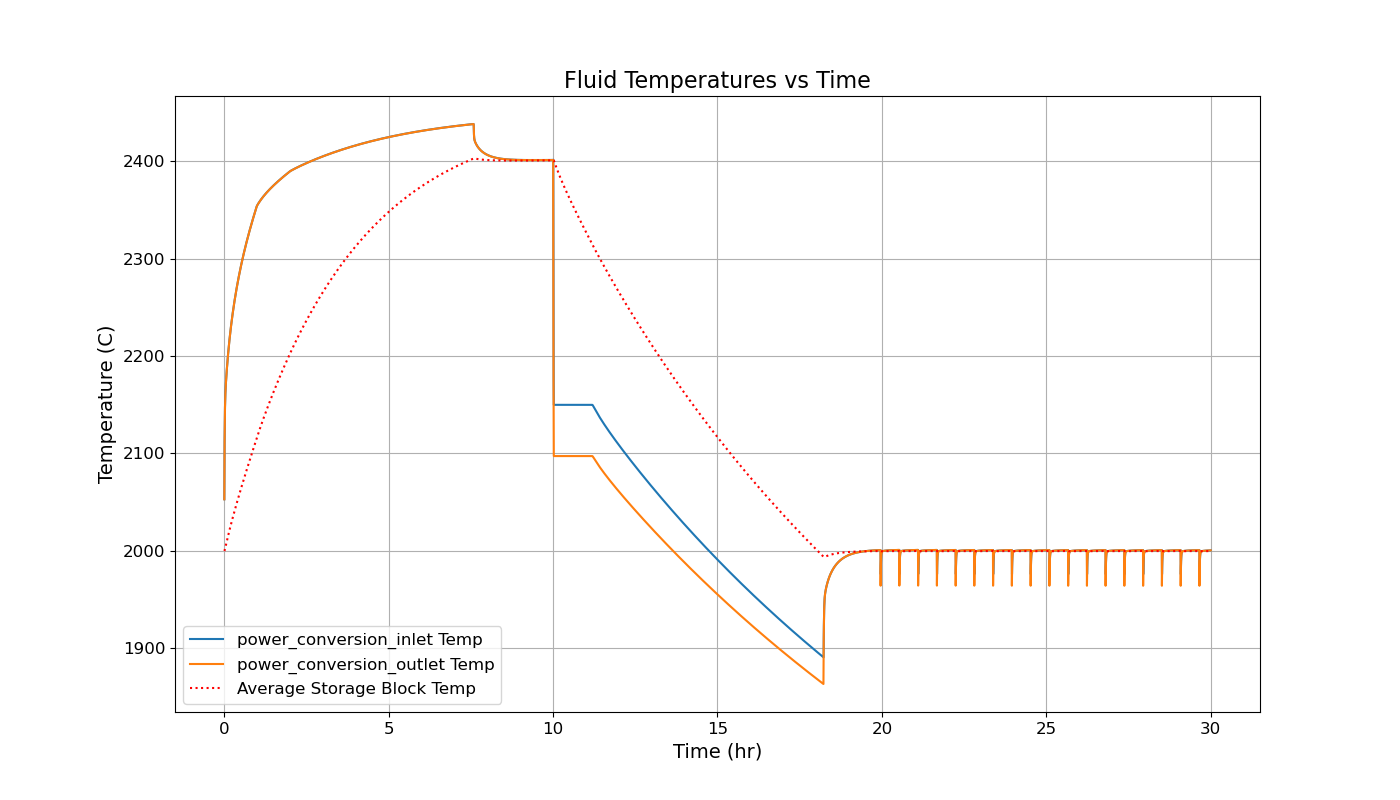 Fluid Temperatures vs Time
Temperature (C)
2400
2300
2200
2100
2000
1900
power_conversion_inlet Temp
power_conversion_outlet Temp
Average Storage Block Temp
0 5 10 15 20 25 30
Time (hr)